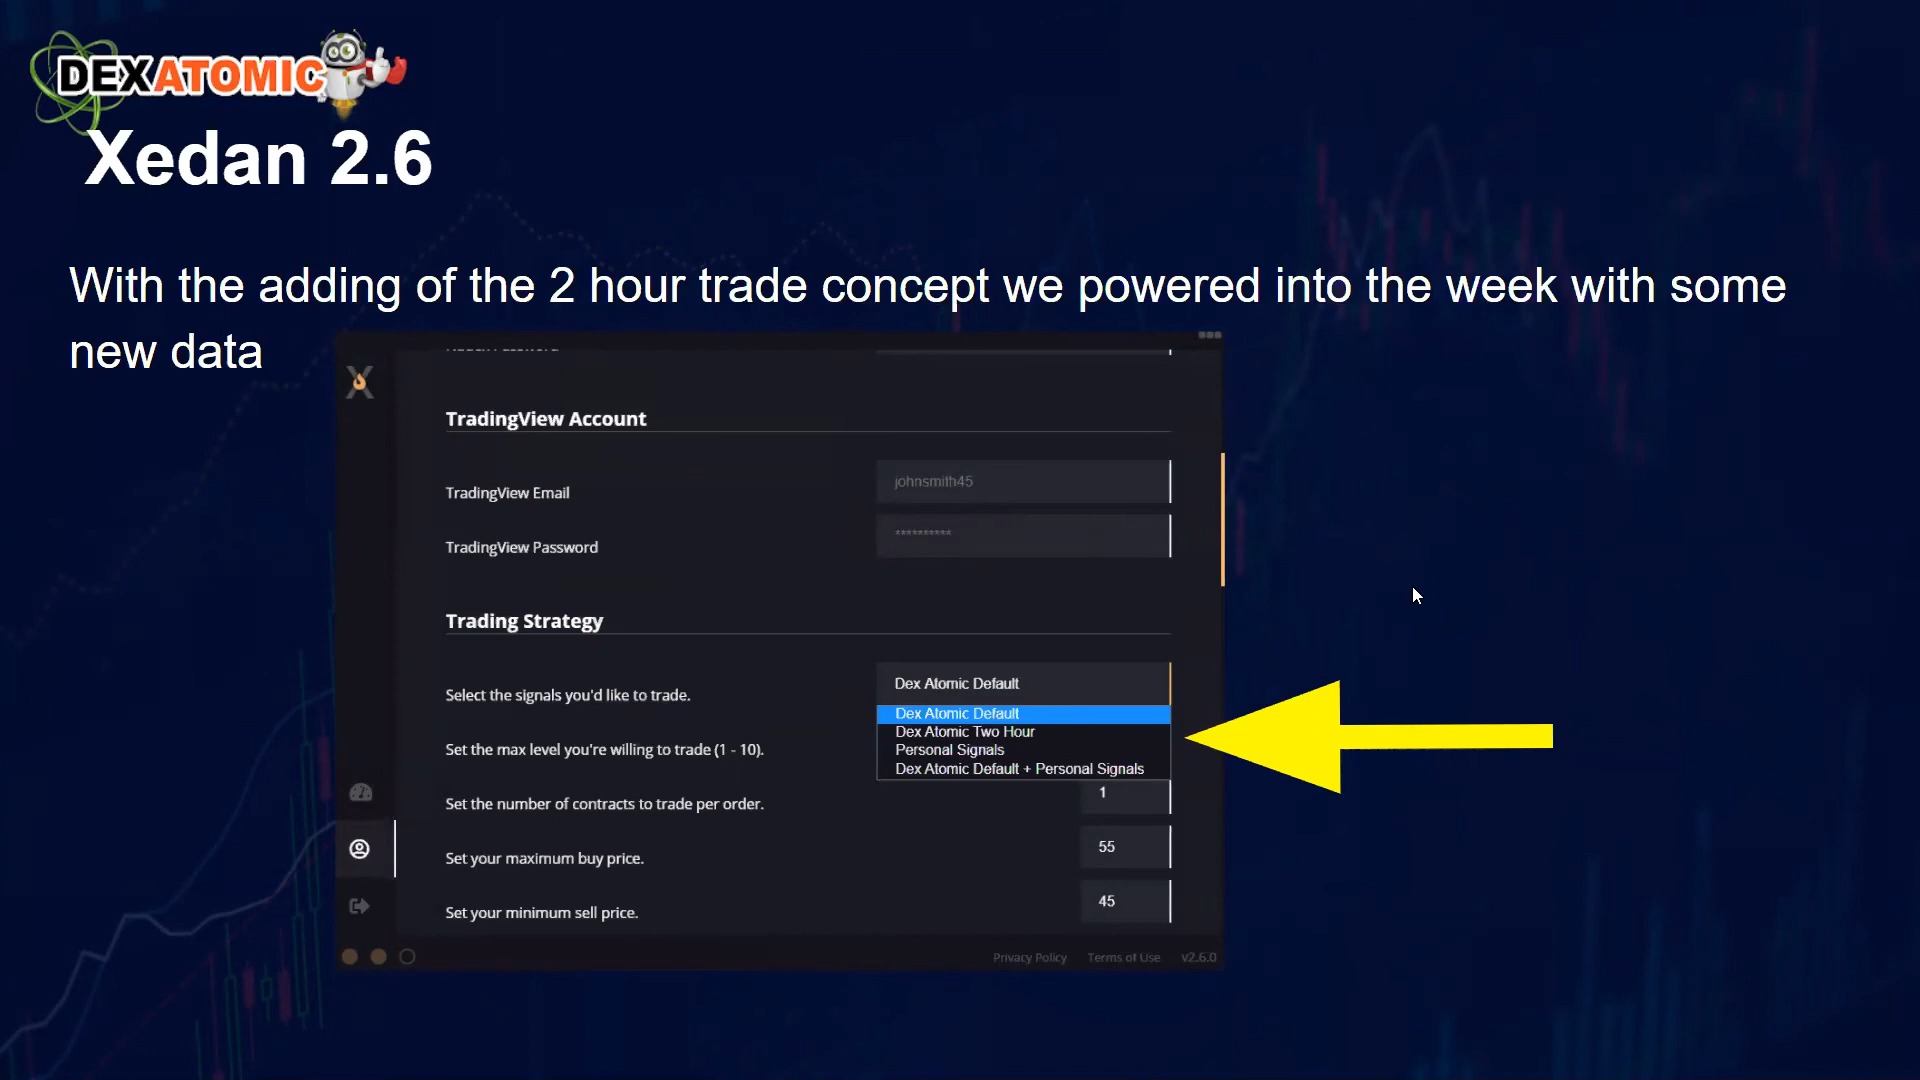 DEXATOMIC
Xedan 2.6
With the adding of the 2 hour trade concept we powered into the week with some
new data
TradingView Account
TradingView Email
johnsmith45
TradingView Password
**********
Trading Strategy
Select the signals you'd like to trade.
Dex Atomic Default
Dex Atomic Default
Dex Atomic Two Hour
Personal Signals
Dex Atomic Default + Personal Signals
Set the max level you're willing to trade (1 - 10).
Set the number of contracts to trade per order.
1
Set your maximum buy price.
55
Set your minimum sell price.
45
Privacy Policy
Terms of Use
v2.6.0